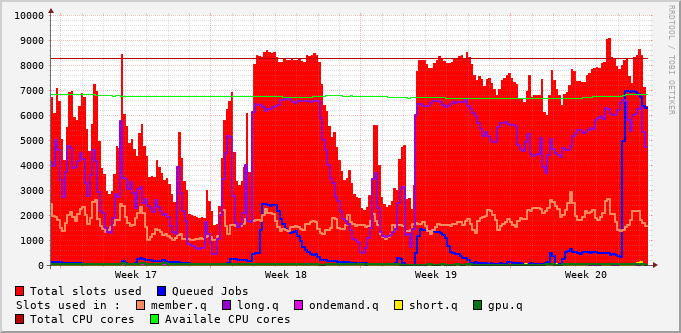 10000
9000
8000
7000
6000
5000
4000
3000
2000
1000
0
Week 17 Week 18 Week 19 Week 20
RRDTOOL / TOBI OETIKER
Total slots used Queued Jobs
Slots used in : member.q long.q ondemand.q short.q gpu.q
Total CPU cores Availale CPU cores